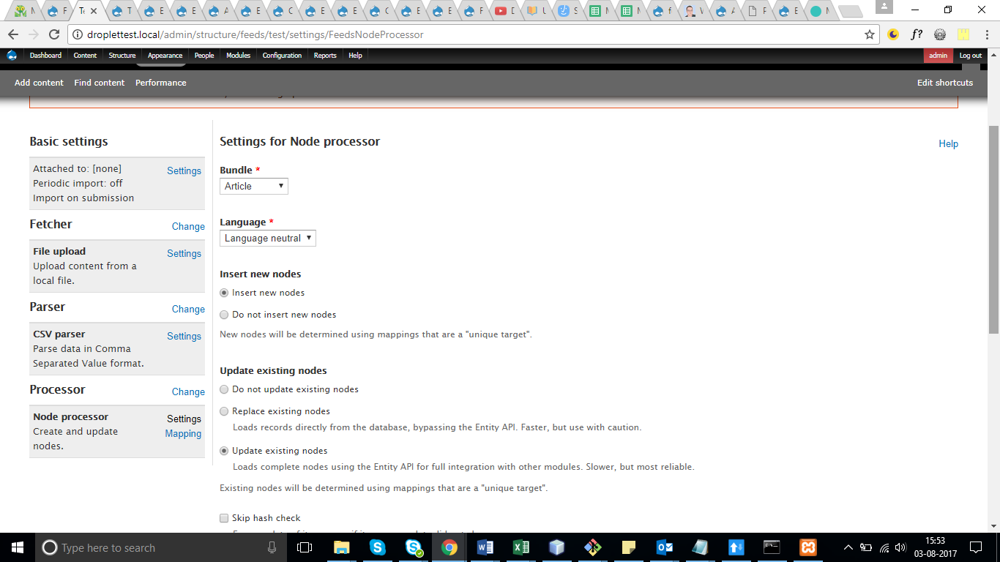 droplettest.local/admin/structure/feeds/test/settings/FeedsNodeProcessor
f?
Dashboard Content Structure Appearance People Modules Configuration Reports Help admin Log out
Add content Find content Performance Edit shortcuts
Basic settings
Attached to: [none] Settings
Periodic import: off
Import on submission
Fetcher Change
File upload Settings
Upload content from a
local file.
Parser Change
CSV parser Settings
Parse data in Comma
Separated Value format.
Processor Change
Node processor Settings
Create and update Mapping
nodes.
Settings for Node processor
Help
Bundle *
Article
Language *
Language neutral
Insert new nodes
Insert new nodes
Do not insert new nodes
New nodes will be determined using mappings that are a "unique target".
Update existing nodes
Do not update existing nodes
Replace existing nodes
Loads records directly from the database, bypassing the Entity API. Faster, but use with caution.
Update existing nodes
Loads complete nodes using the Entity API for full integration with other modules. Slower, but most reliable.
Existing nodes will be determined using mappings that are a "unique target".
Skip hash check
Type here to search
15:53
03-08-2017